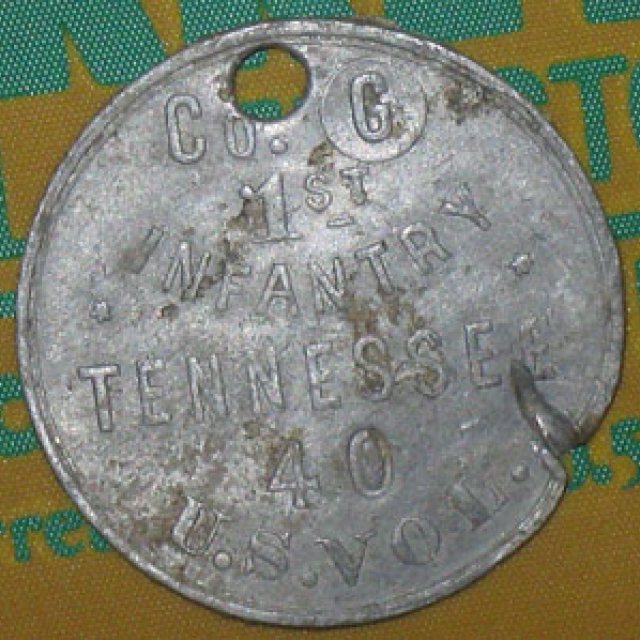 Co. G
1ST
INFANTRY
TENNESSEE
40
U.S.VOL.